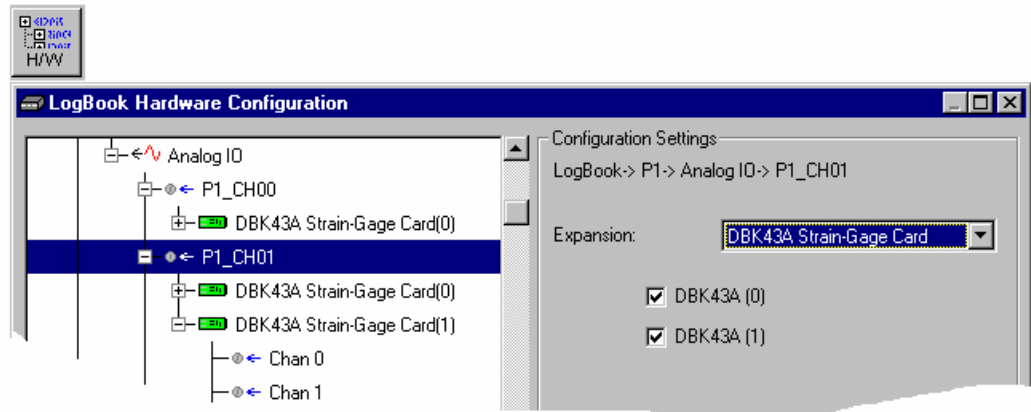 H/W
LogBook Hardware Configuration
Analog IO
P1_CH00
DBK43A Strain-Gage Card(0)
P1_CH01
DBK43A Strain-Gage Card(0)
DBK43A Strain-Gage Card(1)
Chan 0
Chan 1
Configuration Settings
LogBook-> P1-> Analog IO-> P1_CH01
Expansion:
DBK43A Strain-Gage Card
DBK43A (0)
DBK43A (1)